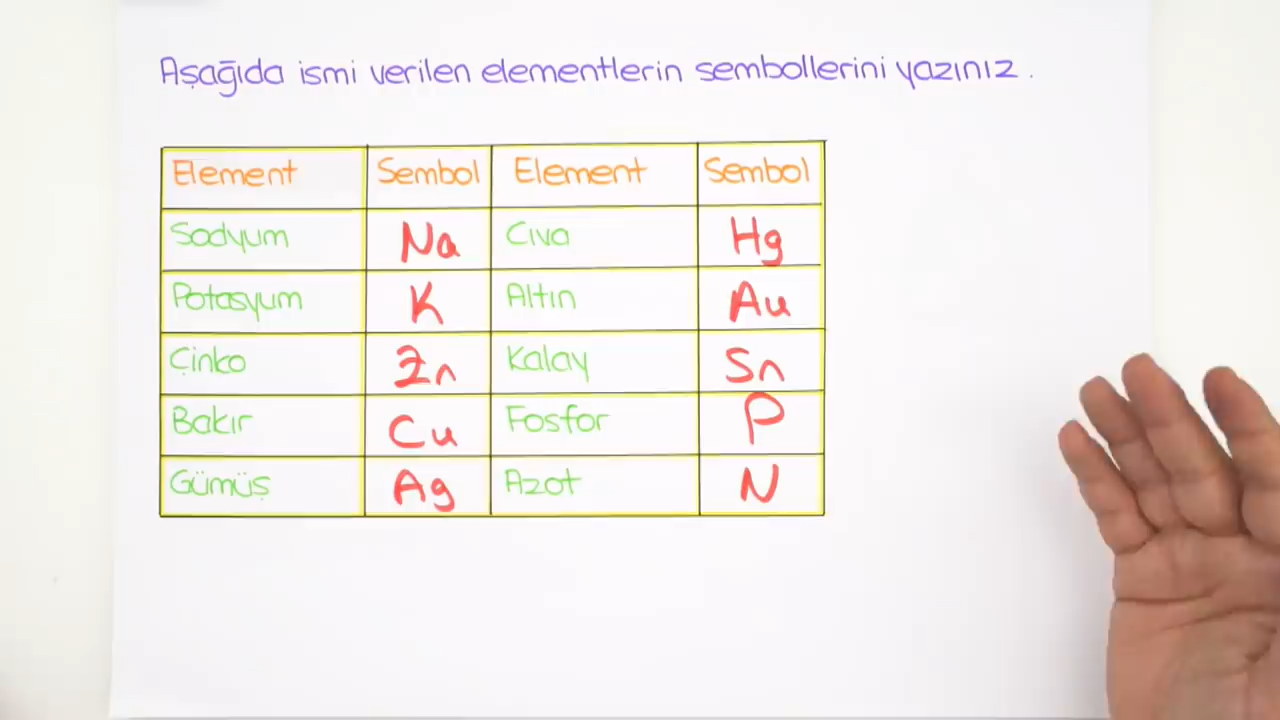 Aşağıda ismi verilen elementlerin sembollerini yazınız.
Element Sembol Element Sembol
Sodyum Na Cıva Hg
Potasyum K Altın Au
Çinko Zn Kalay Sn
Bakır Cu Fosfor P
Gümüş Ag Azot N